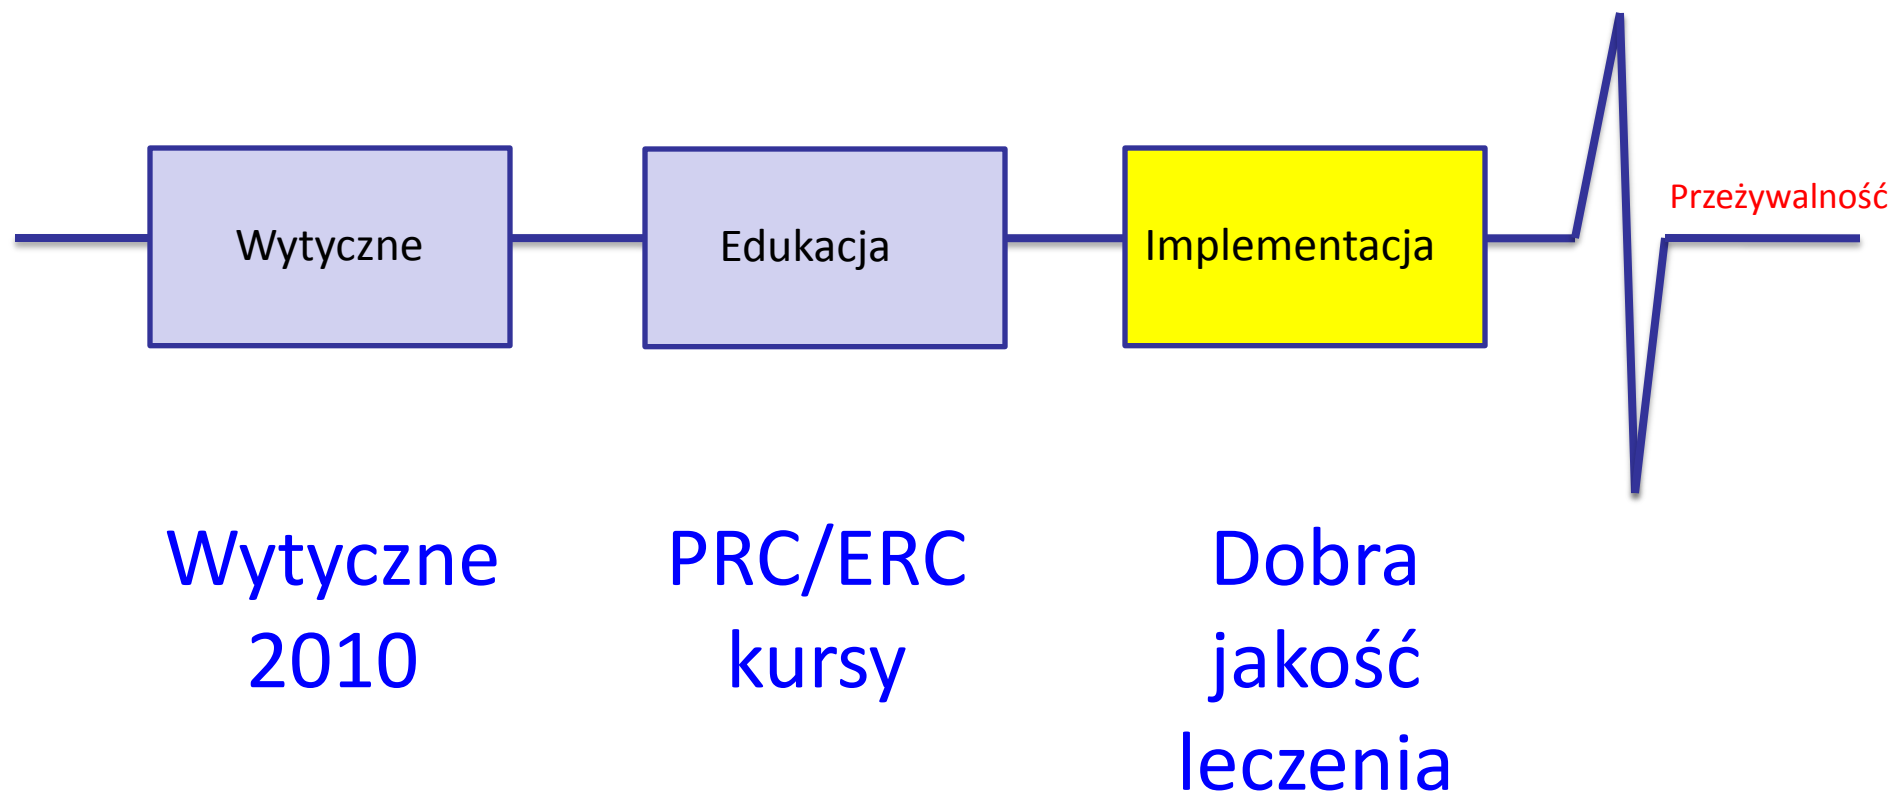 Przeżywalność
Wytyczne
Edukacja
Implementacja
Wytyczne
2010
PRC/ERC
kursy
Dobra
jakość
leczenia